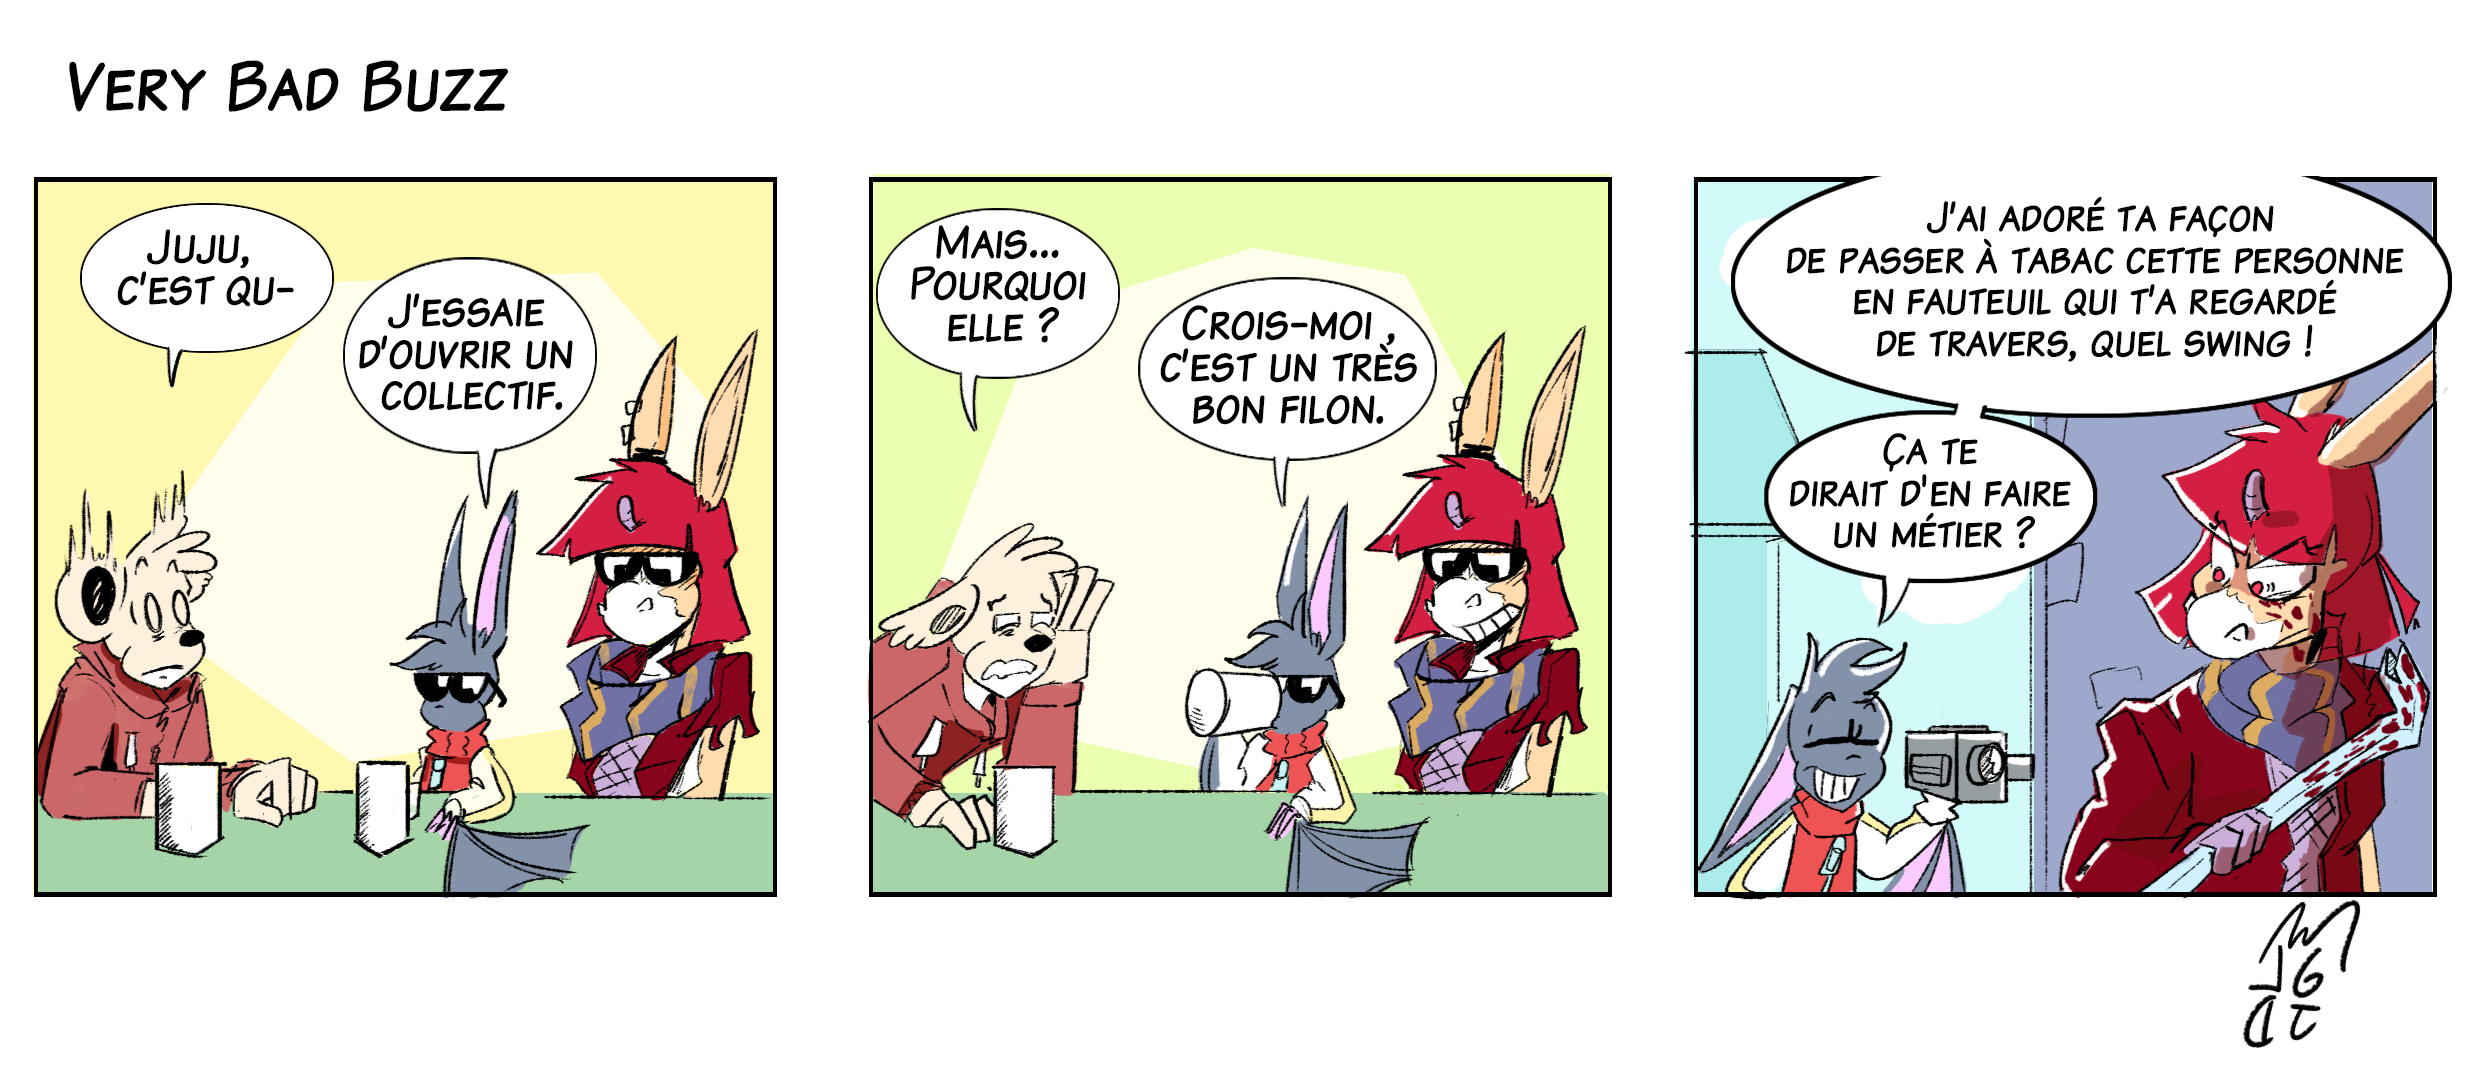 Very Bad Buzz
Juju,
c'est qu-
J'essaie
d'ouvrir un
collectif.
Mais...
Pourquoi
elle ?
Crois-moi ,
c'est un très
bon filon.
J'ai adoré ta façon
de passer à tabac cette personne
en fauteuil qui t'a regardé
de travers, quel swing !
Ça te
dirait d'en faire
un métier ?